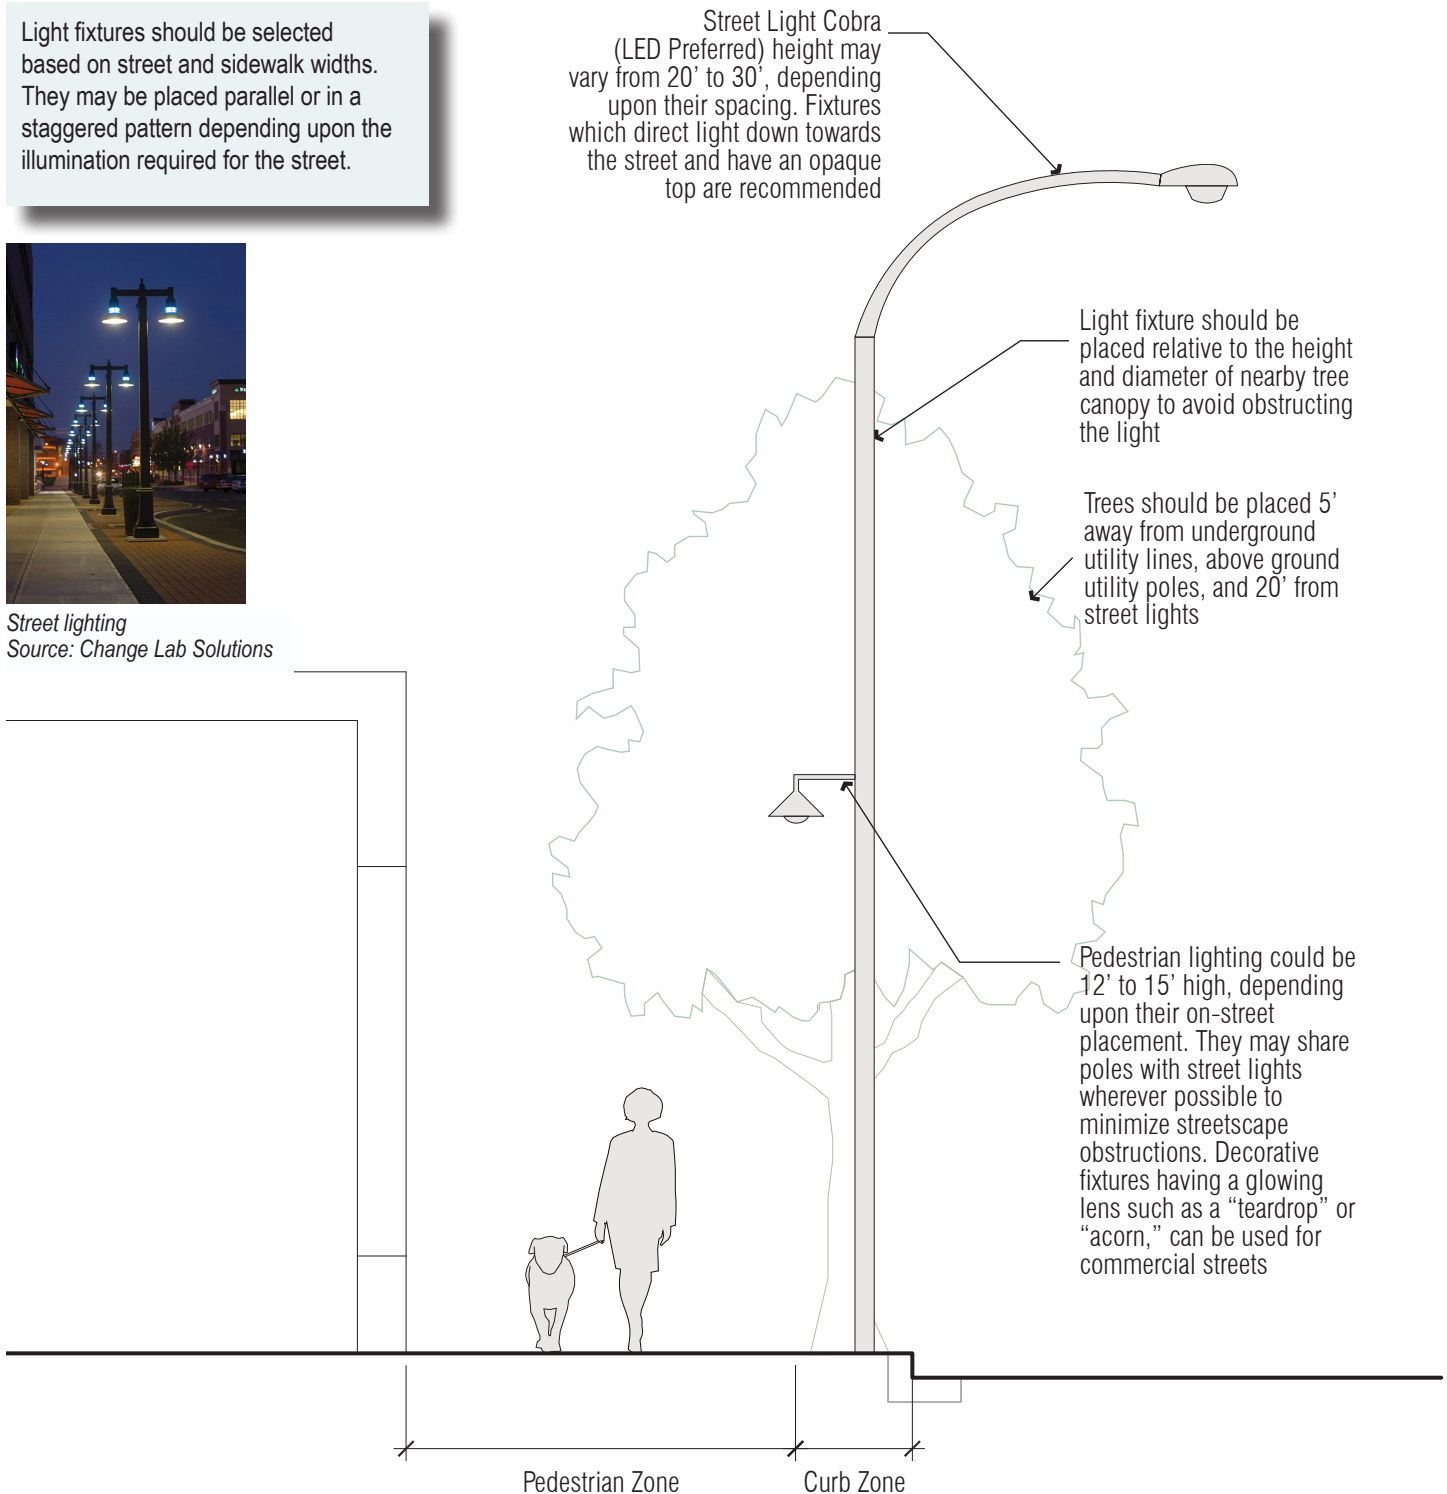 Light fixtures should be selected
based on street and sidewalk widths.
They may be placed parallel or in a
staggered pattern depending upon the
illumination required for the street.
Street Light Cobra
(LED Preferred) height may
vary from 20’ to 30’, depending
upon their spacing. Fixtures
which direct light down towards
the street and have an opaque
top are recommended
Street lighting
Source: Change Lab Solutions
Light fixture should be
placed relative to the height
and diameter of nearby tree
canopy to avoid obstructing
the light
Trees should be placed 5’
away from underground
utility lines, above ground
utility poles, and 20’ from
street lights
Pedestrian lighting could be
12’ to 15’ high, depending
upon their on-street
placement. They may share
poles with street lights
wherever possible to
minimize streetscape
obstructions. Decorative
fixtures having a glowing
lens such as a “teardrop” or
“acorn,” can be used for
commercial streets
Pedestrian Zone
Curb Zone